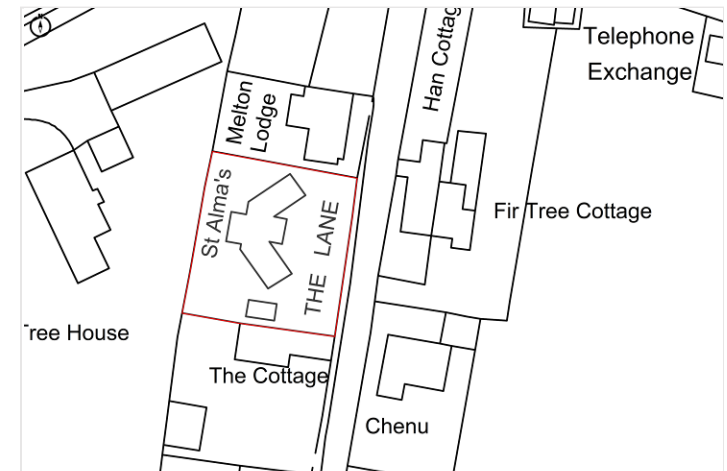 Telephone
Exchange
Han Cottag
Melton
Lodge
St Alma's
THE LANE
Fir Tree Cottage
Tree House
The Cottage
Chenu